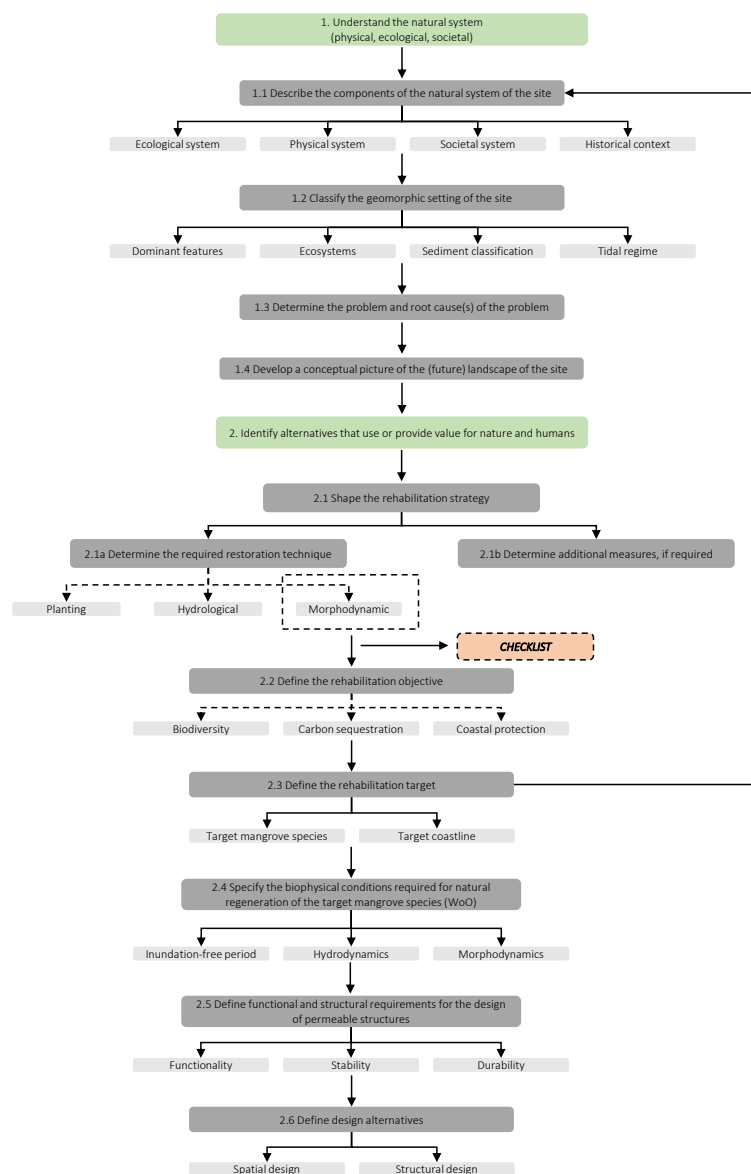 1. Understand the natural system
(physical, ecological, societal)
1.1 Describe the components of the natural system of the site
Ecological system
Physical system
Societal system
Historical context
1.2 Classify the geomorphic setting of the site
Dominant features
Ecosystems
Sediment classification
Tidal regime
1.3 Determine the problem and root cause(s) of the problem
1.4 Develop a conceptual picture of the (future) landscape of the site
2. Identify alternatives that use or provide value for nature and humans
2.1 Shape the rehabilitation strategy
2.1a Determine the required restoration technique
2.1b Determine additional measures, if required
Planting
Hydrological
Morphodynamic
CHECKLIST
2.2 Define the rehabilitation objective
Biodiversity
Carbon sequestration
Coastal protection
2.3 Define the rehabilitation target
Target mangrove species
Target coastline
2.4 Specify the biophysical conditions required for natural
regeneration of the target mangrove species (WoO)
Inundation-free period
Hydrodynamics
Morphodynamics
2.5 Define functional and structural requirements for the design
of permeable structures
Functionality
Stability
Durability
2.6 Define design alternatives
Spatial design
Structural design